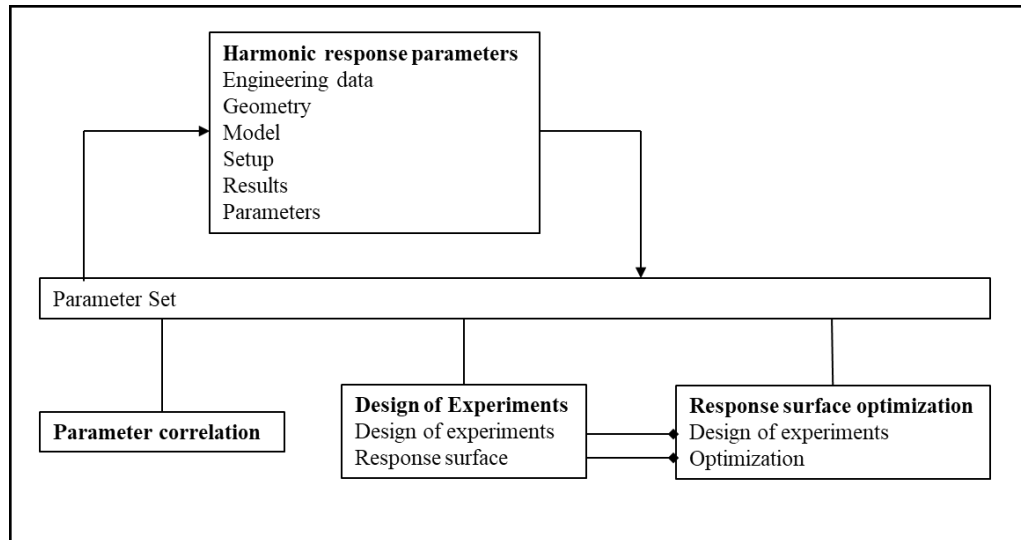 Harmonic response parameters
Engineering data
Geometry
Model
Setup
Results
Parameters
Parameter Set
Parameter correlation
Design of Experiments
Design of experiments
Response surface
Response surface optimization
Design of experiments
Optimization